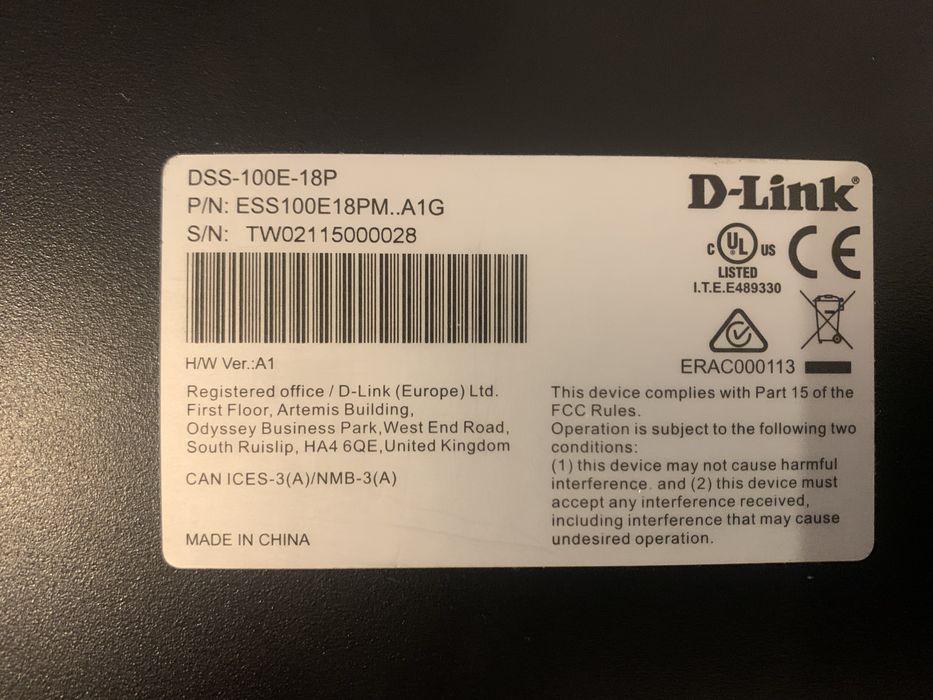 DSS-100E-18P
P/N: ESS100E18PM..A1G
S/N: TW02115000028
H/W Ver.:A1
Registered office / D-Link (Europe) Ltd.
First Floor, Artemis Building,
Odyssey Business Park,West End Road,
South Ruislip, HA4 6QE,United Kingdom
CAN ICES-3(A)/NMB-3(A)
MADE IN CHINA
D-Link®
C UL US CE
LISTED
I.T.E.E489330
ERAC000113
This device complies with Part 15 of the
FCC Rules.
Operation is subject to the following two
conditions:
(1) this device may not cause harmful
interference. and (2) this device must
accept any interference received,
including interference that may cause
undesired operation.